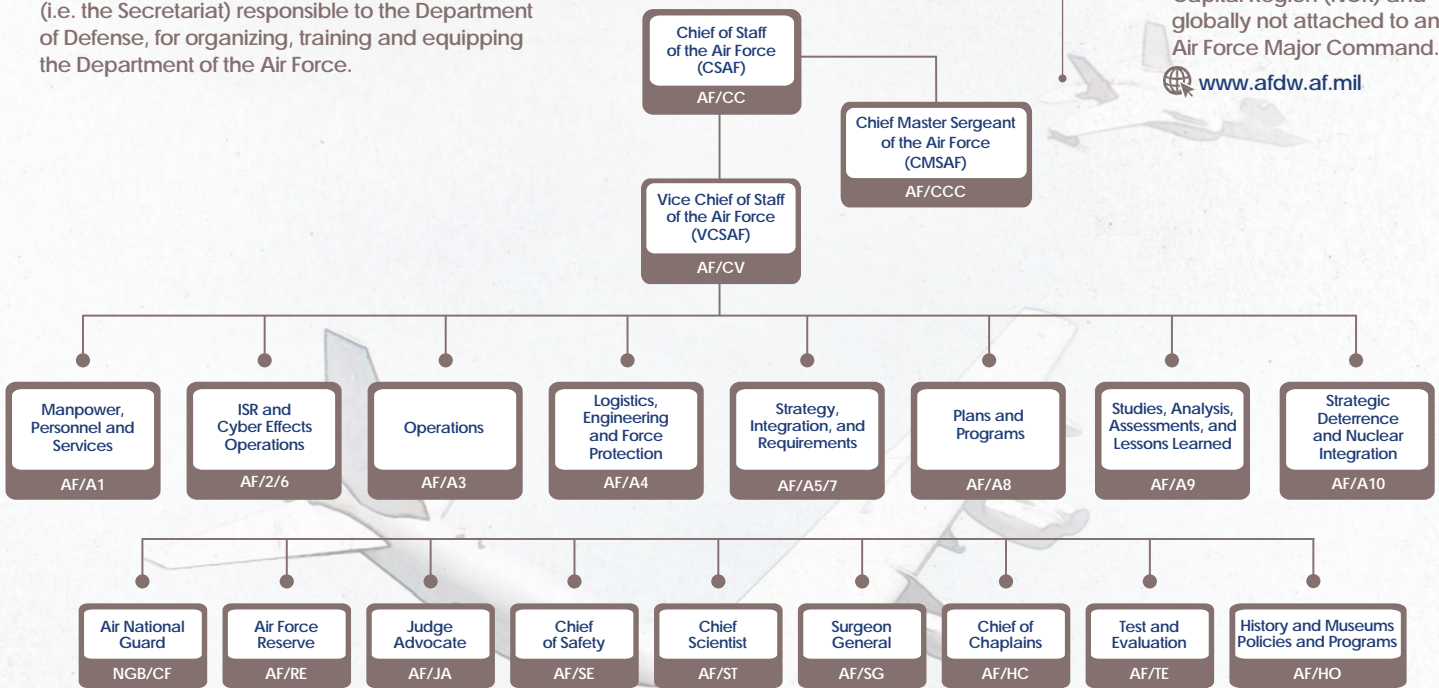 (i.e. the Secretariat) responsible to the Department
of Defense, for organizing, training and equipping
the Department of the Air Force.
Capital Region (NCR) and
globally not attached to an
Air Force Major Command.
www.afdw.af.mil
Chief of Staff
of the Air Force
(CSAF)
AF/CC
Chief Master Sergeant
of the Air Force
(CMSAF)
AF/CCC
Vice Chief of Staff
of the Air Force
(VCSAF)
AF/CV
Manpower,
Personnel and
Services
AF/A1
ISR and
Cyber Effects
Operations
AF/2/6
Operations
AF/A3
Logistics,
Engineering
and Force
Protection
AF/A4
Strategy,
Integration, and
Requirements
AF/A5/7
Plans and
Programs
AF/A8
Studies, Analysis,
Assessments, and
Lessons Learned
AF/A9
Strategic
Deterrence
and Nuclear
Integration
AF/A10
Air National
Guard
NGB/CF
Air Force
Reserve
AF/RE
Judge
Advocate
AF/JA
Chief
of Safety
AF/SE
Chief
Scientist
AF/ST
Surgeon
General
AF/SG
Chief of
Chaplains
AF/HC
Test and
Evaluation
AF/TE
History and Museums
Policies and Programs
AF/HO